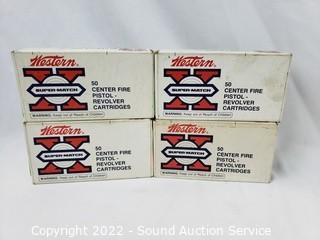 Western
X
SUPER-MATCH
50
CENTER FIRE
PISTOL -
REVOLVER
CARTRIDGES
WARNING: Keep out of Reach of Children
Western
X
SUPER-MATCH
50
CENTER FIRE
PISTOL -
REVOLVER
CARTRIDGES
WARNING: Keep out of Reach of Children
Western
X
SUPER-MATCH
50
CENTER FIRE
PISTOL -
REVOLVER
CARTRIDGES
WARNING: Keep out of Reach of Children
Western
X
SUPER-MATCH
50
CENTER FIRE
PISTOL -
REVOLVER
CARTRIDGES
WARNING: Keep out of Reach of Children
Copyright 2022 - Sound Auction Service